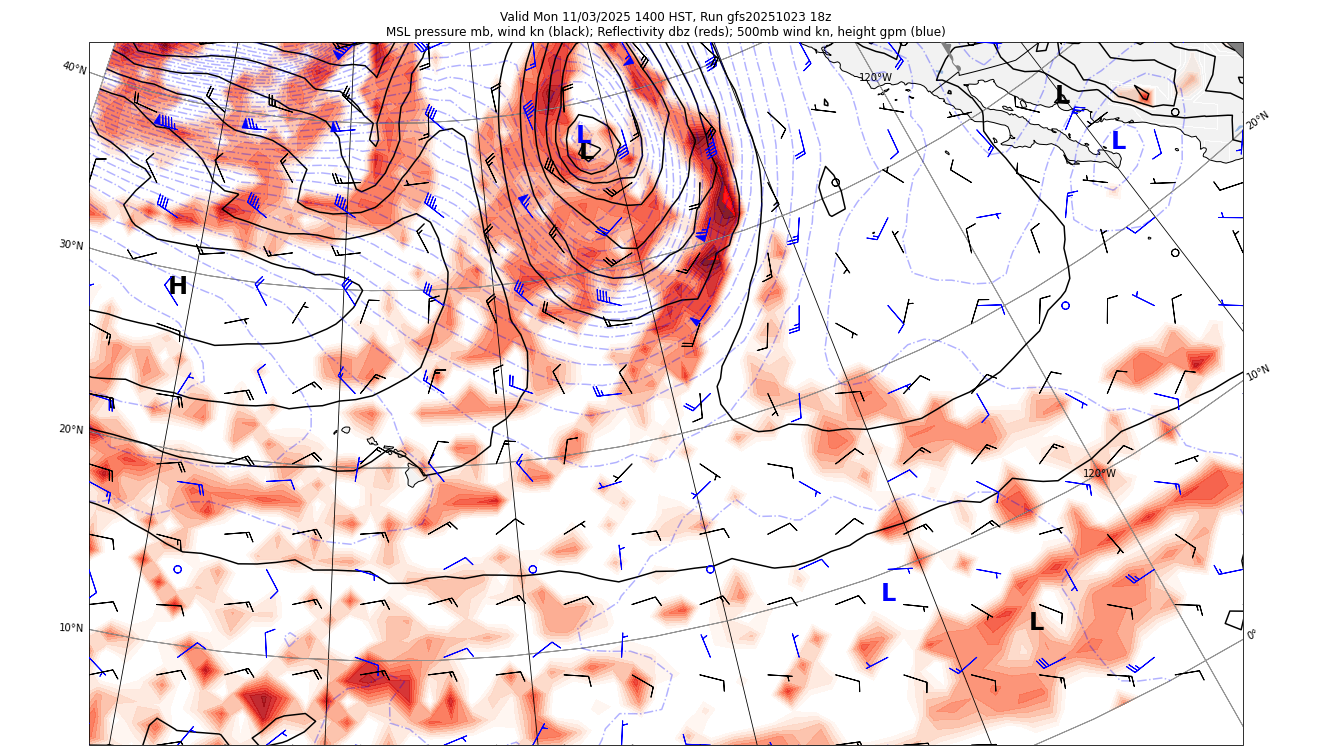 Valid Mon 11/03/2025 1400 HST, Run gfs20251023 18z
MSL pressure mb, wind kn (black); Reflectivity dbz (reds); 500mb wind kn, height gpm (blue)
40°N
120°W
L
20°N
L
L
L
30°N
H
10°N
20°N
120°W
L
L
10°N
0°